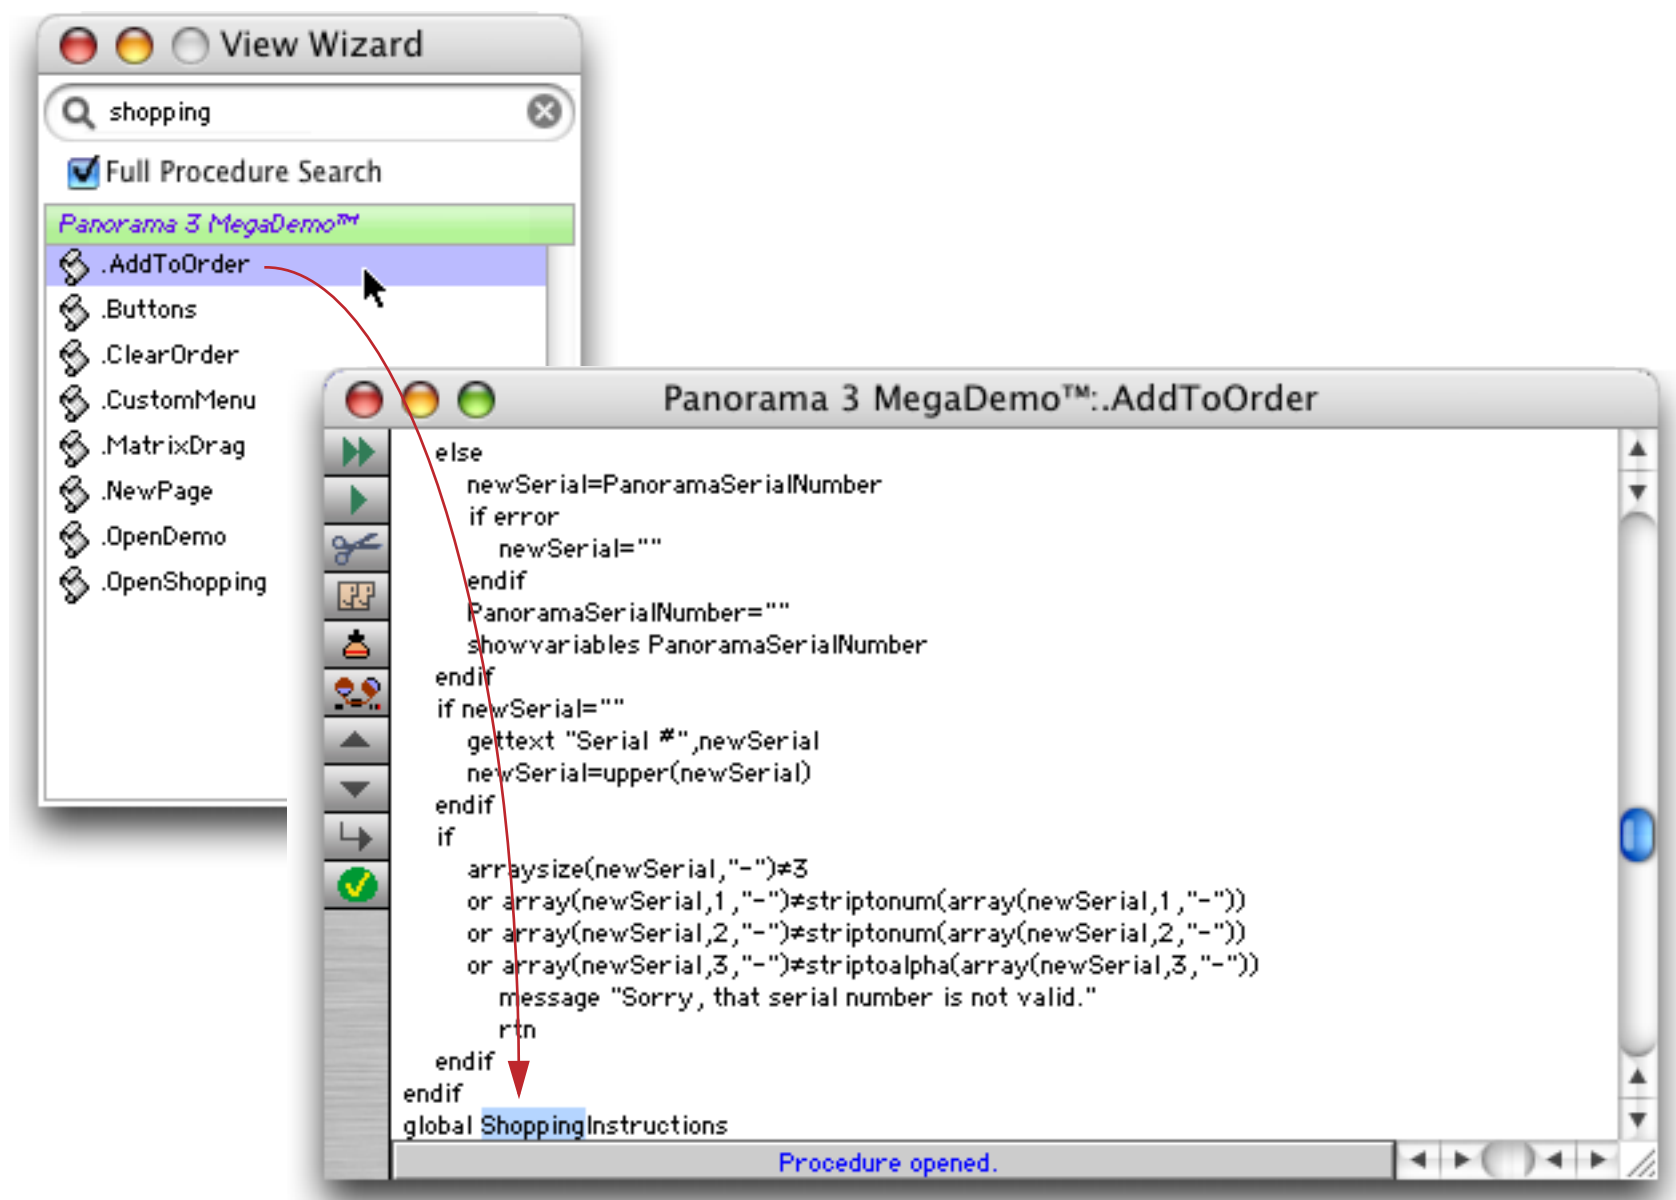 View Wizard
shopping
Full Procedure Search
Panorama 3 MegaDemo™
.AddToOrder
.Buttons
.ClearOrder
.CustomMenu
.MatrixDrag
.NewPage
.OpenDemo
.OpenShopping
Panorama 3 MegaDemo™:.AddToOrder
else
newSerial=PanoramaSerialNumber
if error
newSerial=""
endif
PanoramaSerialNumber=""
showvariables PanoramaSerialNumber
endif
if newSerial=""
gettext "Serial #",newSerial
newSerial=upper(newSerial)
endif
if
arraysize(newSerial,"-")≠3
or array(newSerial,1,"-")≠striptonum(array(newSerial,1,"-"))
or array(newSerial,2,"-")≠striptonum(array(newSerial,2,"-"))
or array(newSerial,3,"-")≠striptoalpha(array(newSerial,3,"-"))
message "Sorry, that serial number is not valid."
rtn
endif
endif
global ShoppingInstructions
Procedure opened.